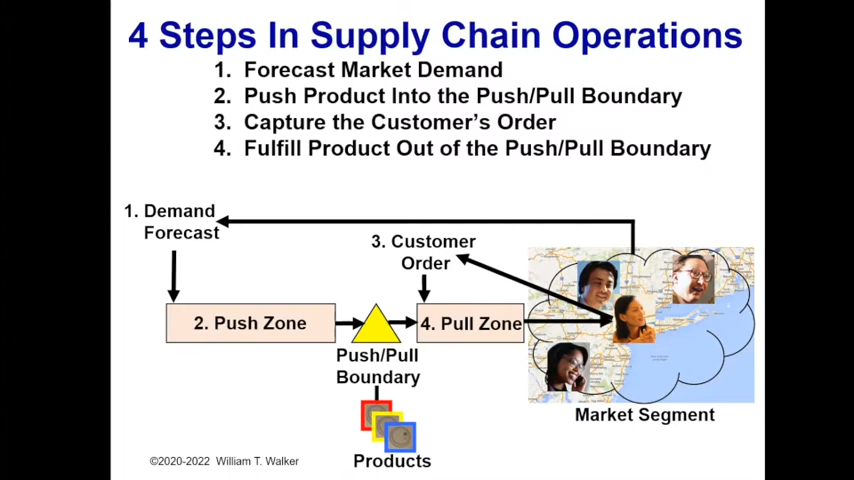 4 Steps In Supply Chain Operations
1. Forecast Market Demand
2. Push Product Into the Push/Pull Boundary
3. Capture the Customer's Order
4. Fulfill Product Out of the Push/Pull Boundary
1. Demand
Forecast
3. Customer
Order
2. Push Zone
4. Pull Zone
Push/Pull
Boundary
Market Segment
Products
©2020-2022 William T. Walker